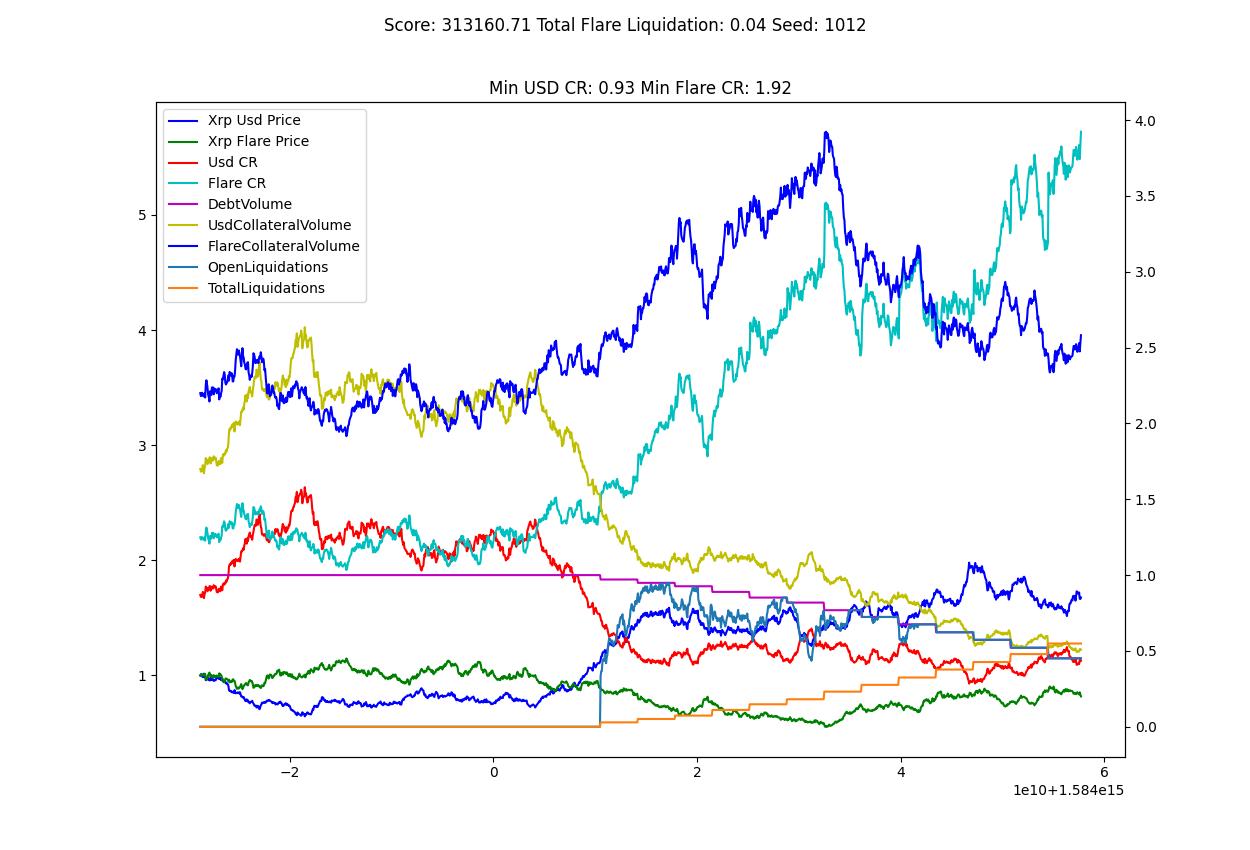 Score: 313160.71 Total Flare Liquidation: 0.04 Seed: 1012
Min USD CR: 0.93 Min Flare CR: 1.92
Xrp Usd Price
Xrp Flare Price
Usd CR
Flare CR
DebtVolume
UsdCollateralVolume
FlareCollateralVolume
OpenLiquidations
TotalLiquidations
5
4
3
2
1
4.0
3.5
3.0
2.5
2.0
1.5
1.0
0.5
0.0
−2 0 2 4 6
1e10+1.584e15